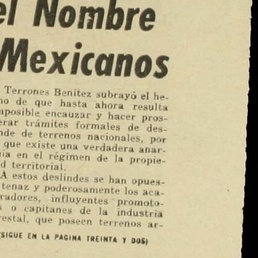 el Nombre
Mexicanos
Terrones Benítez subrayó el he-
no de que hasta ahora resulta
aposible encauzar y hacer pros-
erar trámites formales de des-
nde de terrenos nacionales, por
que existe una verdadera anar-
uía en el régimen de la propie-
d territorial.
A estos deslindes se han opues-
tenaz y poderosamente los aca-
radores, influyentes promoto-
s o capitanes de la industria
restal, que poseen terrenos ar-
(SIGUE EN LA PAGINA TREINTA Y DOS)